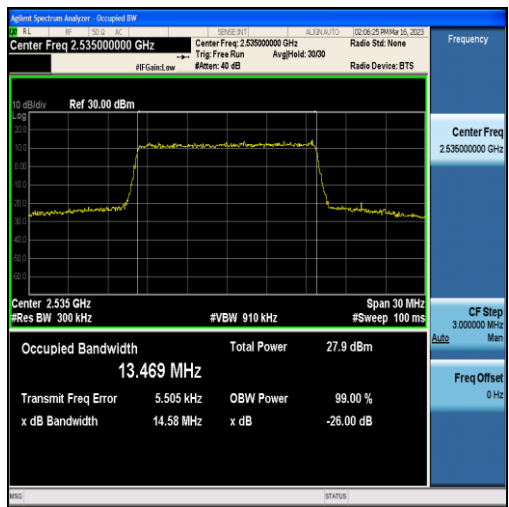 Agilent Spectrum Analyzer - Occupied BW
RL RF 50 Ω AC SENSE:INT ALIGN AUTO 02:06:25 PM Mar 16, 2023
Center Freq 2.535000000 GHz
Center Freq: 2.535000000 GHz
Radio Std: None
Trig: Free Run Avg|Hold: 30/30
#IFGain:Low
#Atten: 40 dB
Radio Device: BTS
Frequency
10 dB/div Ref 30.00 dBm
Log
20.0
10.0
0.00
-10.0
-20.0
-30.0
-40.0
-50.0
-60.0
Center Freq
2.535000000 GHz
Center 2.535 GHz
Span 30 MHz
#Res BW 300 kHz
#VBW 910 kHz
#Sweep 100 ms
CF Step
3.000000 MHz
Auto Man
Occupied Bandwidth
Total Power 27.9 dBm
13.469 MHz
Transmit Freq Error 5.505 kHz
OBW Power 99.00 %
x dB Bandwidth 14.58 MHz
x dB -26.00 dB
Freq Offset
0 Hz
MSG
STATUS